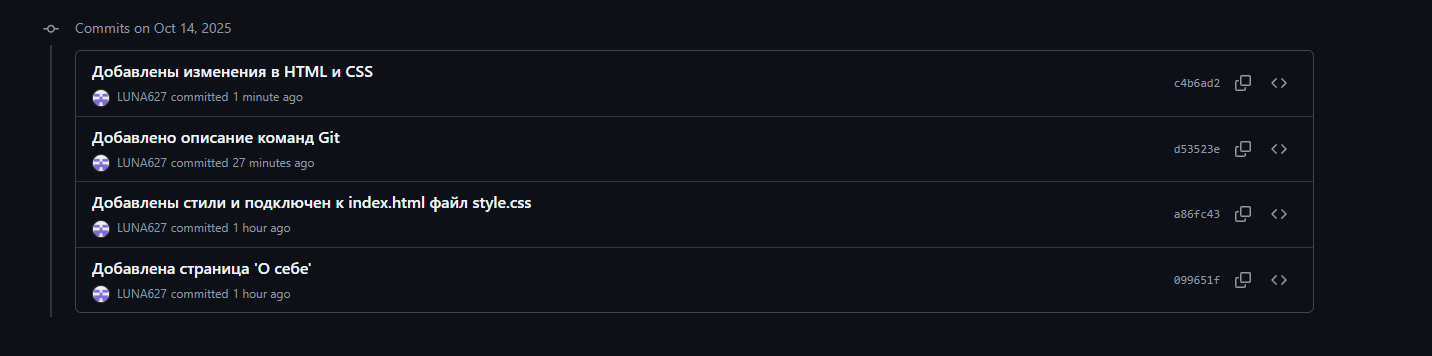 Commits on Oct 14, 2025
Добавлены изменения в HTML и CSS
LUNA627 committed 1 minute ago
c4b6ad2
Добавлено описание команд Git
LUNA627 committed 27 minutes ago
d53523e
Добавлены стили и подключен к index.html файл style.css
LUNA627 committed 1 hour ago
a86fc43
Добавлена страница 'О себе'
LUNA627 committed 1 hour ago
099651f